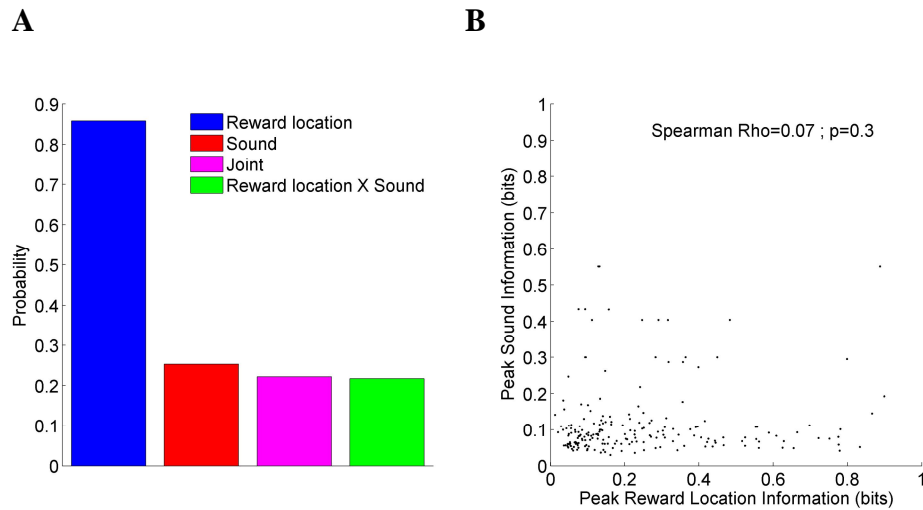 A
B
0.9
0.8
0.7
0.6
0.5
0.4
0.3
0.2
0.1
0
Probability
Reward location
Sound
Joint
Reward location X Sound
1
0.9
0.8
0.7
0.6
0.5
0.4
0.3
0.2
0.1
0
Peak Sound Information (bits)
Spearman Rho=0.07 ; p=0.3
0 0.2 0.4 0.6 0.8 1
Peak Reward Location Information (bits)